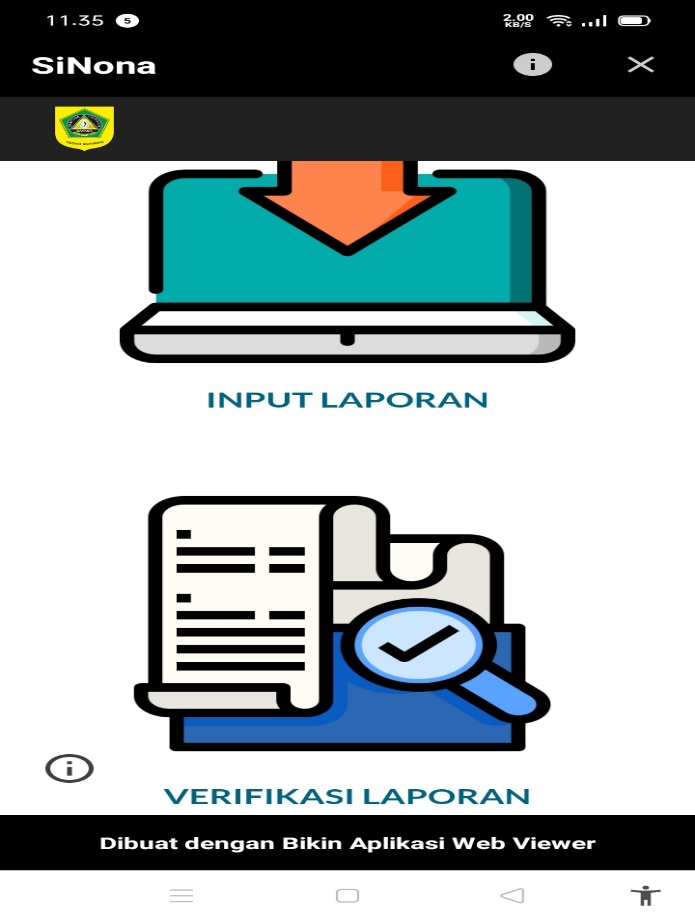 11.35 5 2.00 KB/S
SiNona
INPUT LAPORAN
VERIFIKASI LAPORAN
Dibuat dengan Bikin Aplikasi Web Viewer